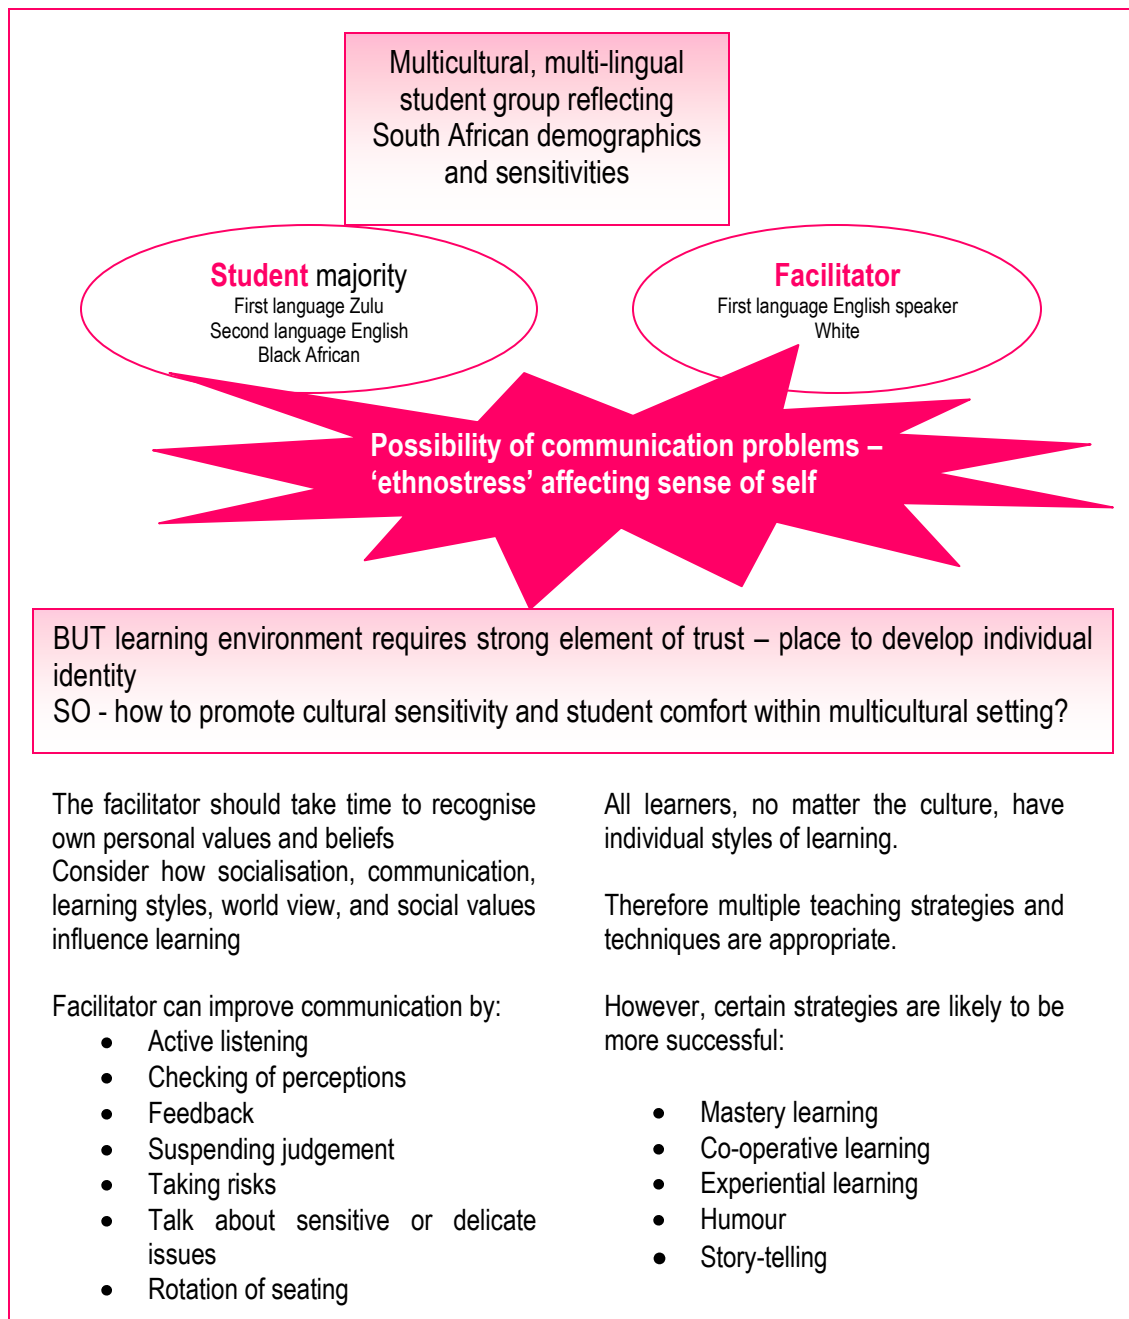 Multicultural, multi-lingual
student group reflecting
South African demographics
and sensitivities
Student majority
First language Zulu
Second language English
Black African
Facilitator
First language English speaker
White
Possibility of communication problems –
‘ethnostress’ affecting sense of self
BUT learning environment requires strong element of trust – place to develop individual
identity
SO - how to promote cultural sensitivity and student comfort within multicultural setting?
The facilitator should take time to recognise
own personal values and beliefs
Consider how socialisation, communication,
learning styles, world view, and social values
influence learning
Facilitator can improve communication by:
• Active listening
• Checking of perceptions
• Feedback
• Suspending judgement
• Taking risks
• Talk about sensitive or delicate
issues
• Rotation of seating
All learners, no matter the culture, have
individual styles of learning.
Therefore multiple teaching strategies and
techniques are appropriate.
However, certain strategies are likely to be
more successful:
• Mastery learning
• Co-operative learning
• Experiential learning
• Humour
• Story-telling